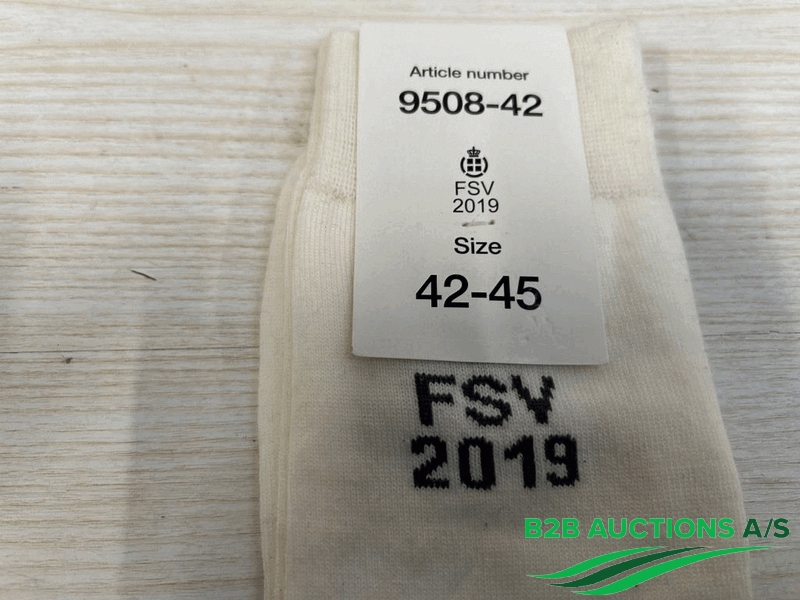 Article number
9508-42
FSV
2019
Size
42-45
FSV
2019
B2B AUCTIONS A/S